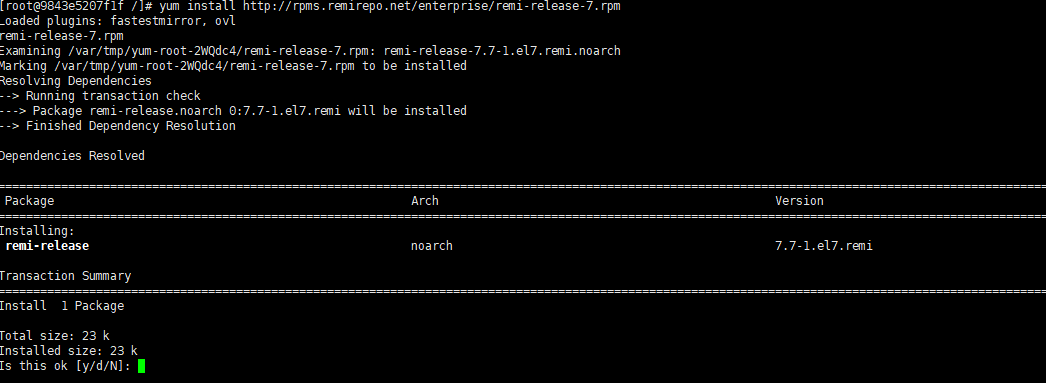 [root@9843e5207f1f /]# yum install http://rpms.remirepo.net/enterprise/remi-release-7.rpm
Loaded plugins: fastestmirror, ovl
remi-release-7.rpm
Examining /var/tmp/yum-root-2WQdc4/remi-release-7.rpm: remi-release-7.7-1.el7.remi.noarch
Marking /var/tmp/yum-root-2WQdc4/remi-release-7.rpm to be installed
Resolving Dependencies
--> Running transaction check
---> Package remi-release.noarch 0:7.7-1.el7.remi will be installed
--> Finished Dependency Resolution
Dependencies Resolved
Package Arch Version
Installing:
remi-release noarch 7.7-1.el7.remi
Transaction Summary
Install 1 Package
Total size: 23 k
Installed size: 23 k
Is this ok [y/d/N]: